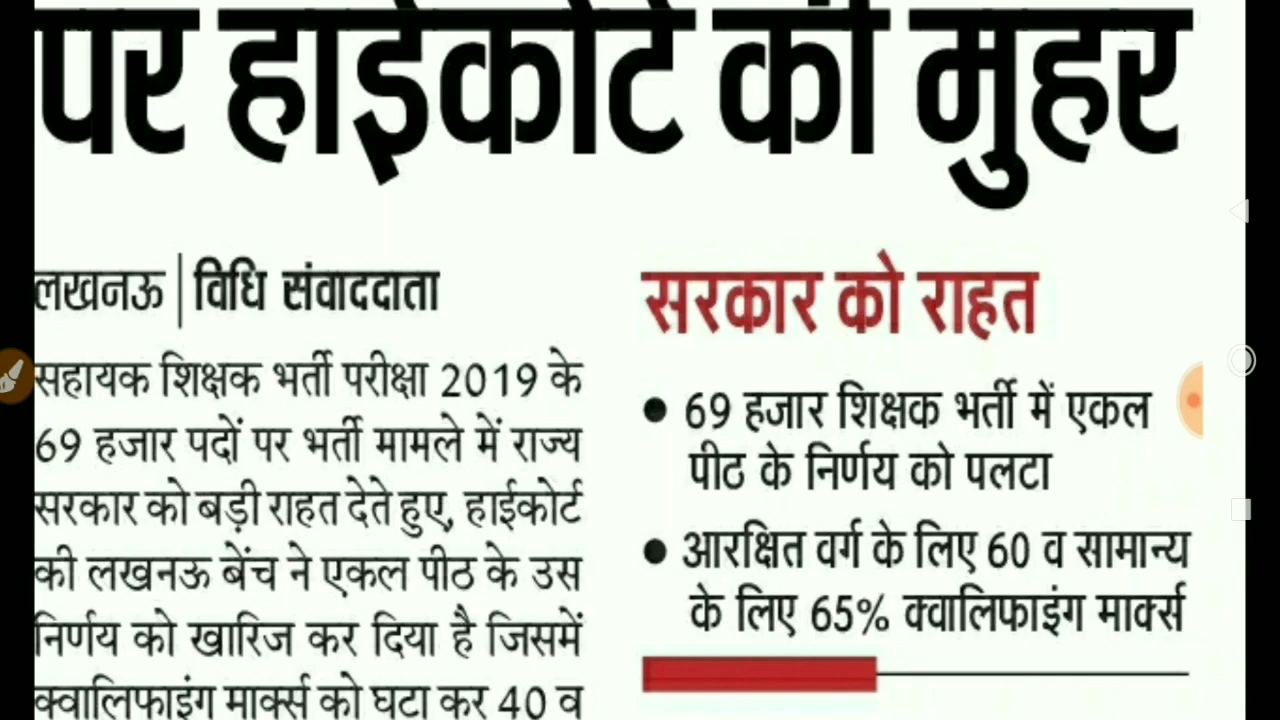 पर हाईकोर्ट की मुहर
लखनऊ | विधि संवाददाता
सहायक शिक्षक भर्ती परीक्षा 2019 के
69 हजार पदों पर भर्ती मामले में राज्य
सरकार को बड़ी राहत देते हुए, हाईकोर्ट
की लखनऊ बेंच ने एकल पीठ के उस
निर्णय को खारिज कर दिया है जिसमें
क्वालिफाइंग मार्क्स को घटा कर 40 व
सरकार को राहत
● 69 हजार शिक्षक भर्ती में एकल
पीठ के निर्णय को पलटा
● आरक्षित वर्ग के लिए 60 व सामान्य
के लिए 65% क्वालिफाइंग मार्क्स